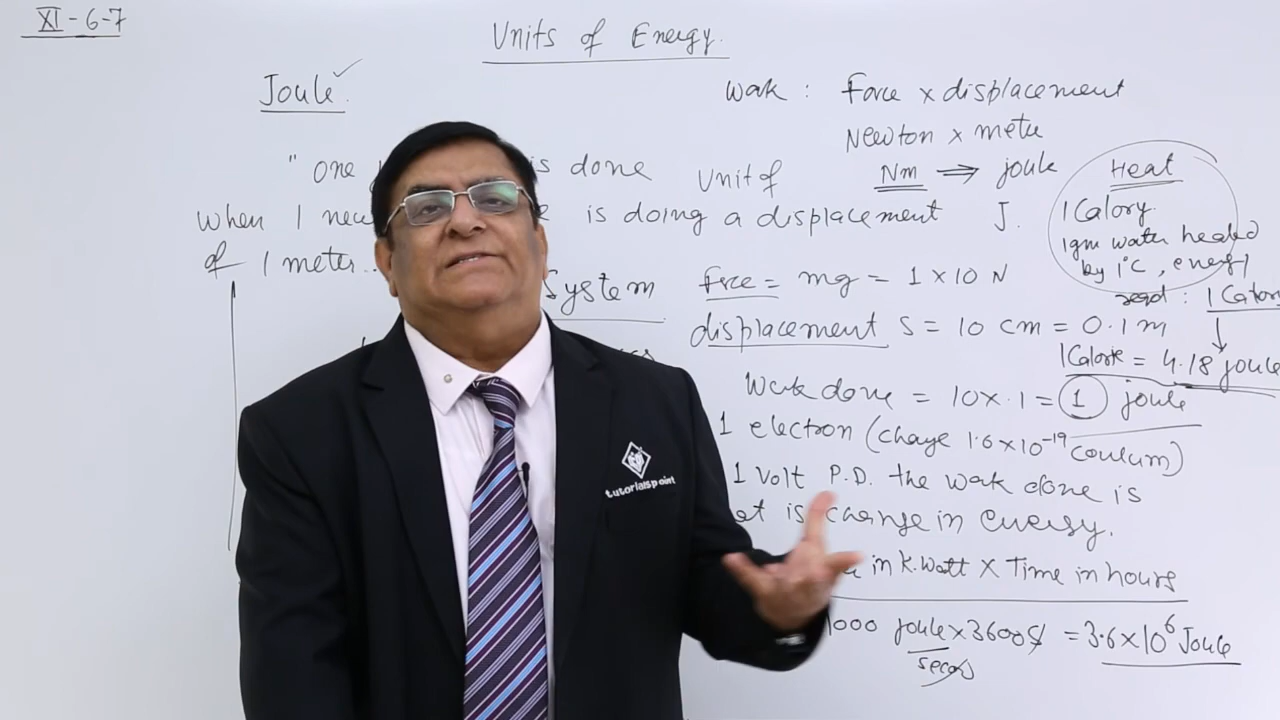 XI - 6 - 7
Units of Energy.
Joule.
Work : Force × displacement
Newton × metre
"one is done
Unit of Nm ⟹ joule
when 1 is doing a displacement J.
of 1 meter..
Heat
1 Calory.
1gm water heated
by 1°C, energy
reqd : 1 Calory
1 Calorie = 4.18 joule
System
Force = mg = 1 × 10 N
displacement S = 10 cm = 0.1 m
Work done = 10 × .1 = 1 joule
1 electron (charge 1.6 × 10⁻¹⁹ coulum)
1 volt P.D. the work done is
is change in energy.
in K.Watt × Time in hours
1000 joule × 3600 s = 3.6 × 10⁶ Joule
second
tutorialspoint